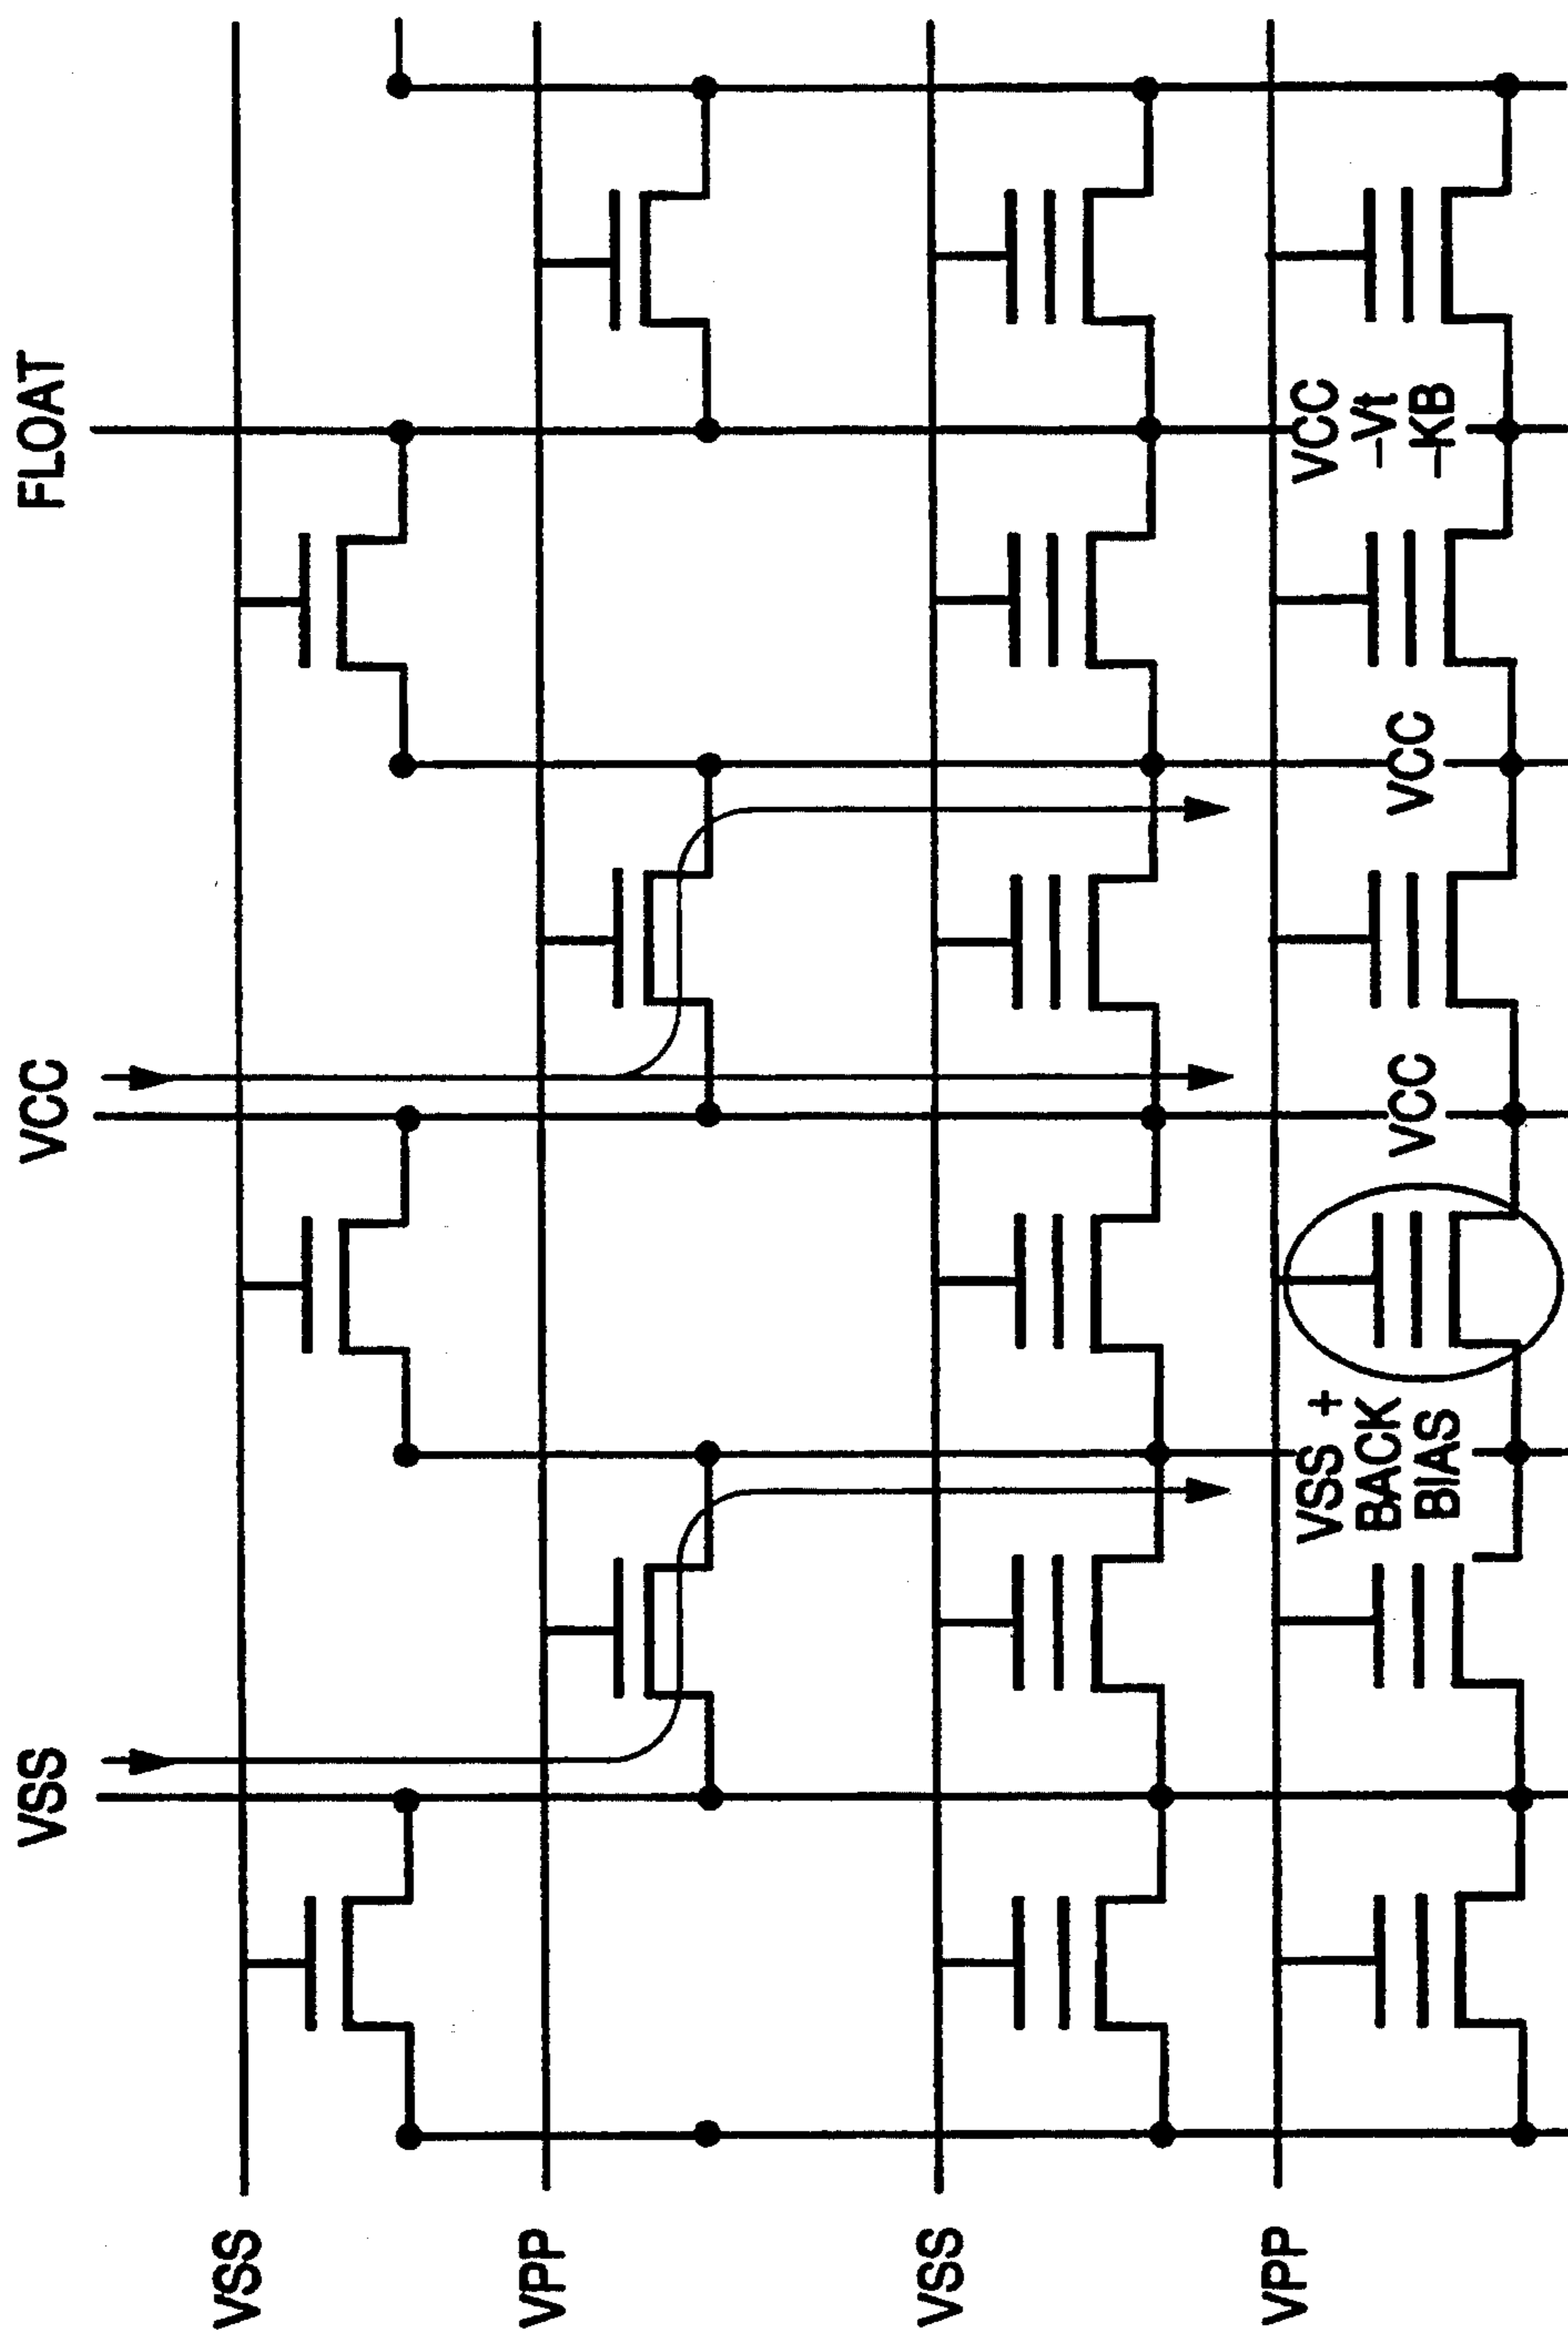 VSS
VCC
FLOAT
VSS
VPP
VSS
VPP
VSS +
BACK
BIAS
VCC
VCC
VCC
–Vt
–KB